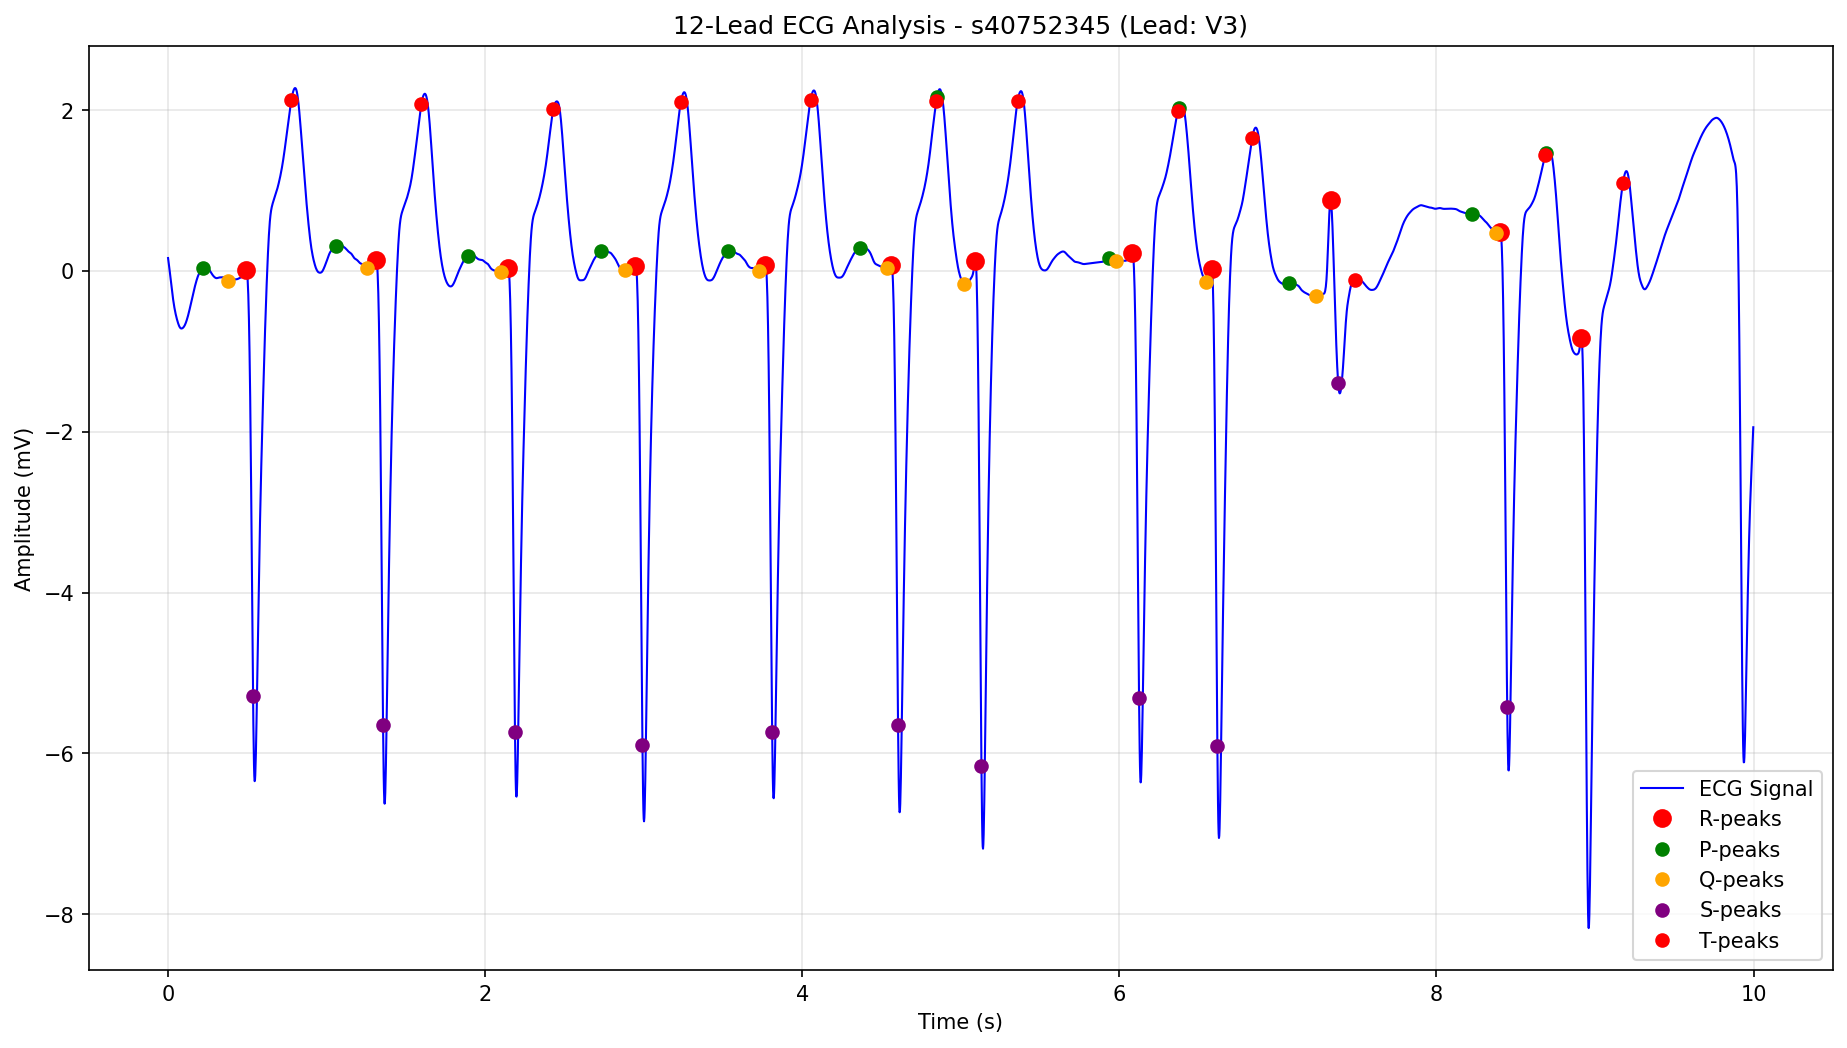 12-Lead ECG Analysis - s40752345 (Lead: V3)
Amplitude (mV)
2
0
−2
−4
−6
−8
0
2
4
6
8
10
Time (s)
ECG Signal
R-peaks
P-peaks
Q-peaks
S-peaks
T-peaks